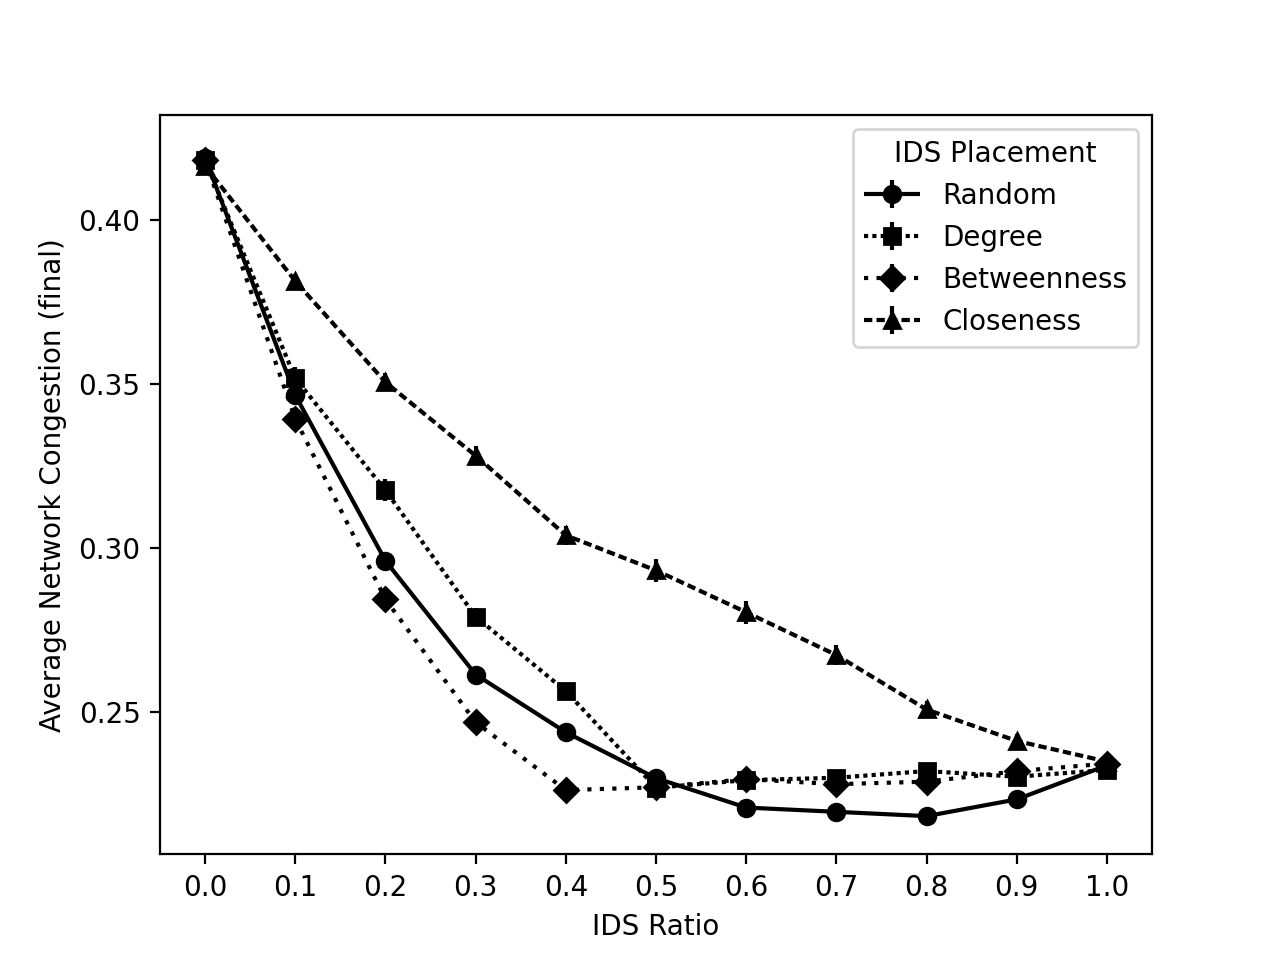 IDS Placement
Random
Degree
Betweenness
Closeness
Average Network Congestion (final)
0.40
0.35
0.30
0.25
0.0 0.1 0.2 0.3 0.4 0.5 0.6 0.7 0.8 0.9 1.0
IDS Ratio